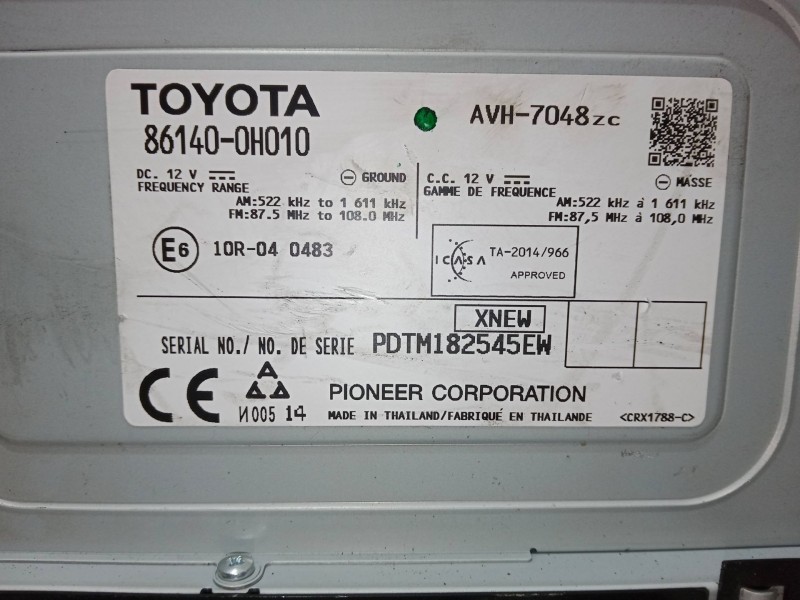 TOYOTA
86140-0H010
AVH-7048zc
DC. 12 V GROUND
FREQUENCY RANGE
AM:522 kHz to 1 611 kHz
FM:87.5 MHz to 108.0 MHz
C.C. 12 V MASSE
GAMME DE FREQUENCE
AM:522 kHz à 1 611 kHz
FM:87,5 MHz à 108,0 MHz
E6 10R-04 0483
ICASA TA-2014/966
APPROVED
XNEW
SERIAL NO./ NO. DE SERIE PDTM182545EW
CE
И005 14
PIONEER CORPORATION
MADE IN THAILAND/FABRIQUÉ EN THAILANDE
<CRX1788-C>